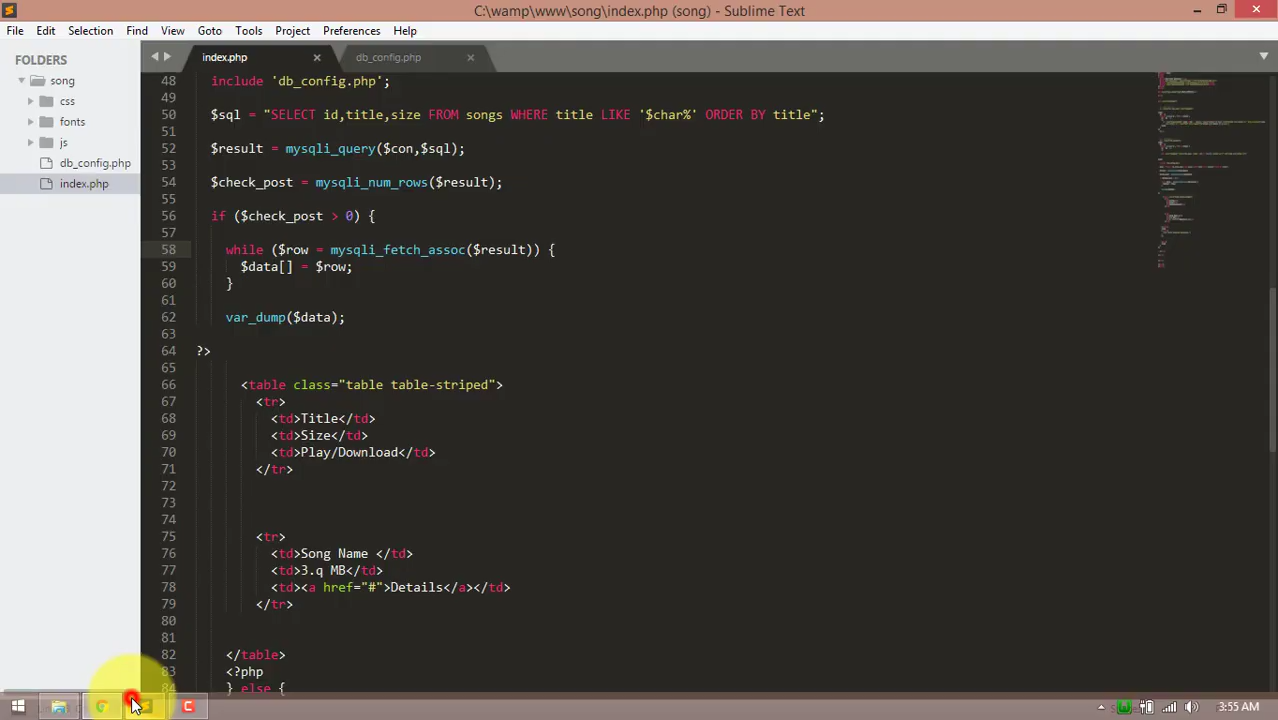 C:\wamp\www\song\index.php (song) - Sublime Text
File Edit Selection Find View Goto Tools Project Preferences Help
FOLDERS
song
css
fonts
js
db_config.php
index.php
index.php db_config.php
48 include 'db_config.php';
49
50 $sql = "SELECT id,title,size FROM songs WHERE title LIKE '$char%' ORDER BY title";
51
52 $result = mysqli_query($con,$sql);
53
54 $check_post = mysqli_num_rows($result);
55
56 if ($check_post > 0) {
57
58 while ($row = mysqli_fetch_assoc($result)) {
59 $data[] = $row;
60 }
61
62 var_dump($data);
63
64 ?>
65
66 <table class="table table-striped">
67 <tr>
68 <td>Title</td>
69 <td>Size</td>
70 <td>Play/Download</td>
71 </tr>
72
73
74
75 <tr>
76 <td>Song Name </td>
77 <td>3.q MB</td>
78 <td><a href="#">Details</a></td>
79 </tr>
80
81
82 </table>
83 <?php
84 } else {
3:55 AM